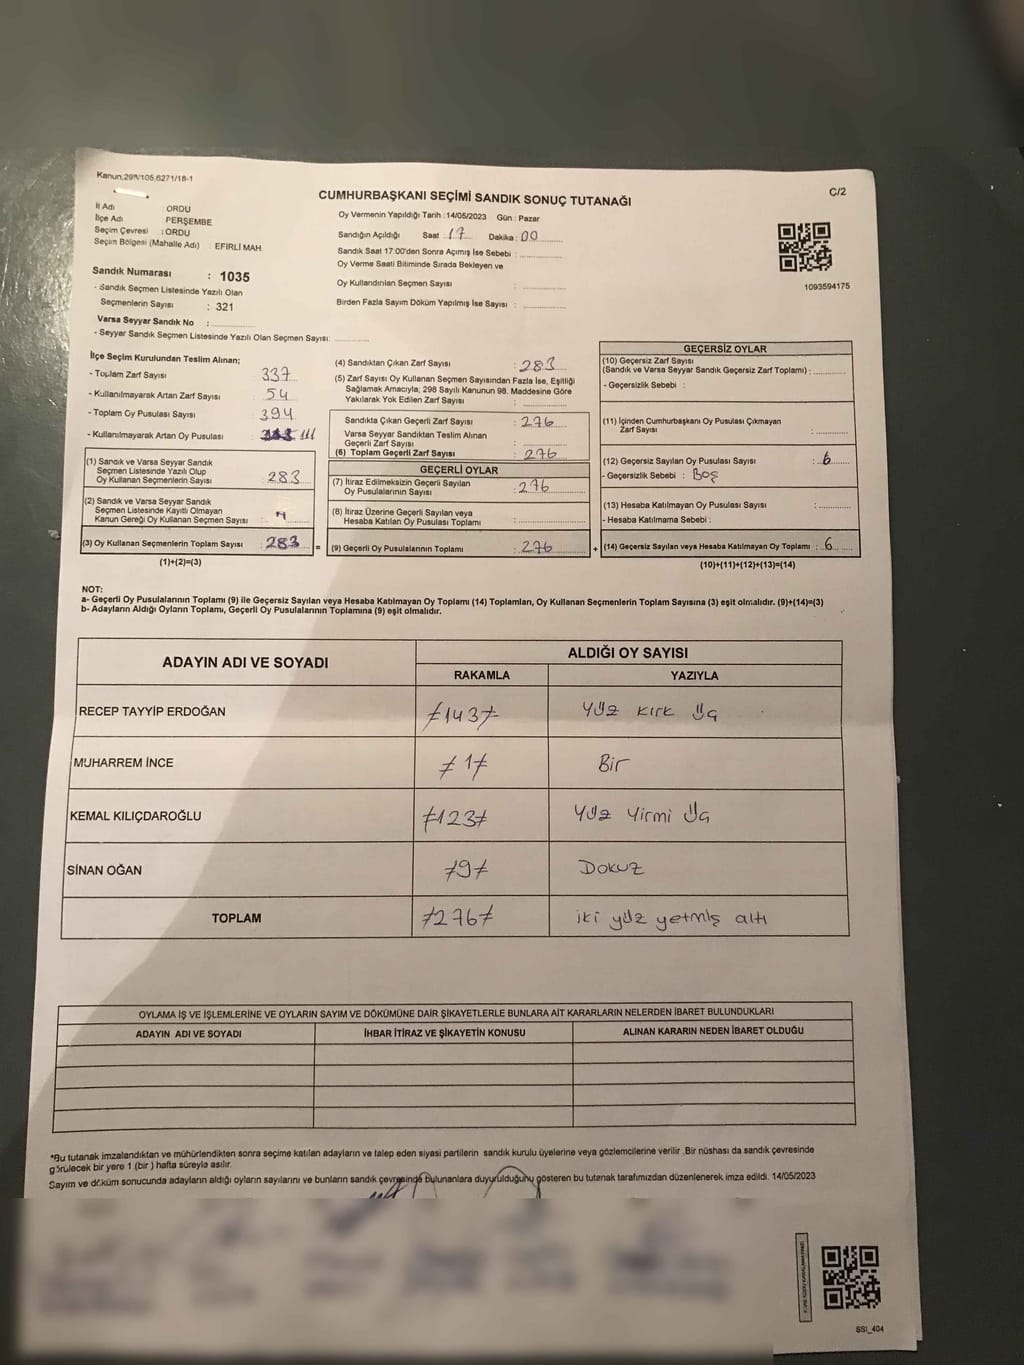 Kanun:298/105,6271/18-1
C/2
CUMHURBAŞKANI SEÇİMİ SANDIK SONUÇ TUTANAĞI
İl Adı ORDU
İlçe Adı PERŞEMBE
Seçim Çevresi : ORDU
Seçim Bölgesi (Mahalle Adı) : EFİRLİ MAH.
Sandık Numarası : 1035
- Sandık Seçmen Listesinde Yazılı Olan
Seçmenlerin Sayısı : 321
Varsa Seyyar Sandık No :
- Seyyar Sandık Seçmen Listesinde Yazılı Olan Seçmen Sayısı:
Oy Vermenin Yapıldığı Tarih : 14/05/2023 Gün : Pazar
Sandığın Açıldığı Saat : 17 Dakika : 00
Sandık Saat 17:00'den Sonra Açımış İse Sebebi :
Oy Verme Saati Bitiminde Sırada Bekleyen ve
Oy Kullandırılan Seçmen Sayısı :
Birden Fazla Sayım Döküm Yapılmış İse Sayısı :
1093594175
İlçe Seçim Kurulundan Teslim Alınan;
- Toplam Zarf Sayısı 337
- Kullanılmayarak Artan Zarf Sayısı : 54
- Toplam Oy Pusulası Sayısı : 394
- Kullanılmayarak Artan Oy Pusulası 111
(1) Sandık ve Varsa Seyyar Sandık
Seçmen Listesinde Yazılı Olup
Oy Kullanan Seçmenlerin Sayısı : 283
(2) Sandık ve Varsa Seyyar Sandık
Seçmen Listesinde Kayıtlı Olmayan
Kanun Gereği Oy Kullanan Seçmen Sayısı :
(3) Oy Kullanan Seçmenlerin Toplam Sayısı : 283 =
(1)+(2)=(3)
(4) Sandıktan Çıkan Zarf Sayısı : 283
(5) Zarf Sayısı Oy Kullanan Seçmen Sayısından Fazla İse, Eşitliği
Sağlamak Amacıyla; 298 Sayılı Kanunun 98. Maddesine Göre
Yakılarak Yok Edilen Zarf Sayısı :
Sandıkta Çıkan Geçerli Zarf Sayısı : 276
Varsa Seyyar Sandıktan Teslim Alınan
Geçerli Zarf Sayısı :
(6) Toplam Geçerli Zarf Sayısı : 276
GEÇERLİ OYLAR
(7) İtiraz Edilmeksizin Geçerli Sayılan
Oy Pusulalarının Sayısı : 276
(8) İtiraz Üzerine Geçerli Sayılan veya
Hesaba Katılan Oy Pusulası Toplamı :
(9) Geçerli Oy Pusulalarının Toplamı : 276 +
GEÇERSİZ OYLAR
(10) Geçersiz Zarf Sayısı
(Sandık ve Varsa Seyyar Sandık Geçersiz Zarf Toplamı) :
- Geçersizlik Sebebi :
(11) İçinden Cumhurbaşkanı Oy Pusulası Çıkmayan
Zarf Sayısı :
(12) Geçersiz Sayılan Oy Pusulası Sayısı : 6
- Geçersizlik Sebebi : Boş
(13) Hesaba Katılmayan Oy Pusulası Sayısı :
- Hesaba Katılmama Sebebi :
(14) Geçersiz Sayılan veya Hesaba Katılmayan Oy Toplamı : 6
(10)+(11)+(12)+(13)=(14)
NOT:
a- Geçerli Oy Pusulalarının Toplamı (9) ile Geçersiz Sayılan veya Hesaba Katılmayan Oy Toplamı (14) Toplamları, Oy Kullanan Seçmenlerin Toplam Sayısına (3) eşit olmalıdır. (9)+(14)=(3)
b- Adayların Aldığı Oyların Toplamı, Geçerli Oy Pusulalarının Toplamına (9) eşit olmalıdır.
ADAYIN ADI VE SOYADI ALDIĞI OY SAYISI
RAKAMLA YAZIYLA
RECEP TAYYİP ERDOĞAN ≠143≠ Yüz kırk üç
MUHARREM İNCE ≠1≠ Bir
KEMAL KILIÇDAROĞLU ≠123≠ Yüz Yirmi Üç
SİNAN OĞAN ≠9≠ Dokuz
TOPLAM ≠276≠ iki yüz yetmiş altı
OYLAMA İŞ VE İŞLEMLERİNE VE OYLARIN SAYIM VE DÖKÜMÜNE DAİR ŞİKAYETLERLE BUNLARA AİT KARARLARIN NELERDEN İBARET BULUNDUKLARI
ADAYIN ADI VE SOYADI İHBAR İTİRAZ VE ŞİKAYETİN KONUSU ALINAN KARARIN NEDEN İBARET OLDUĞU
*Bu tutanak imzalandıktan ve mühürlendikten sonra seçime katılan adayların ve talep eden siyasi partilerin sandık kurulu üyelerine veya gözlemcilerine verilir. Bir nüshası da sandık çevresinde
görülecek bir yere 1 (bir) hafta süreyle asılır.
Sayım ve döküm sonucunda adayların aldığı oyların sayılarını ve bunların sandık çevresinde bulunanlara duyurulduğunu gösteren bu tutanak tarafımızdan düzenlenerek imza edildi. 14/05/2023
SSI_404